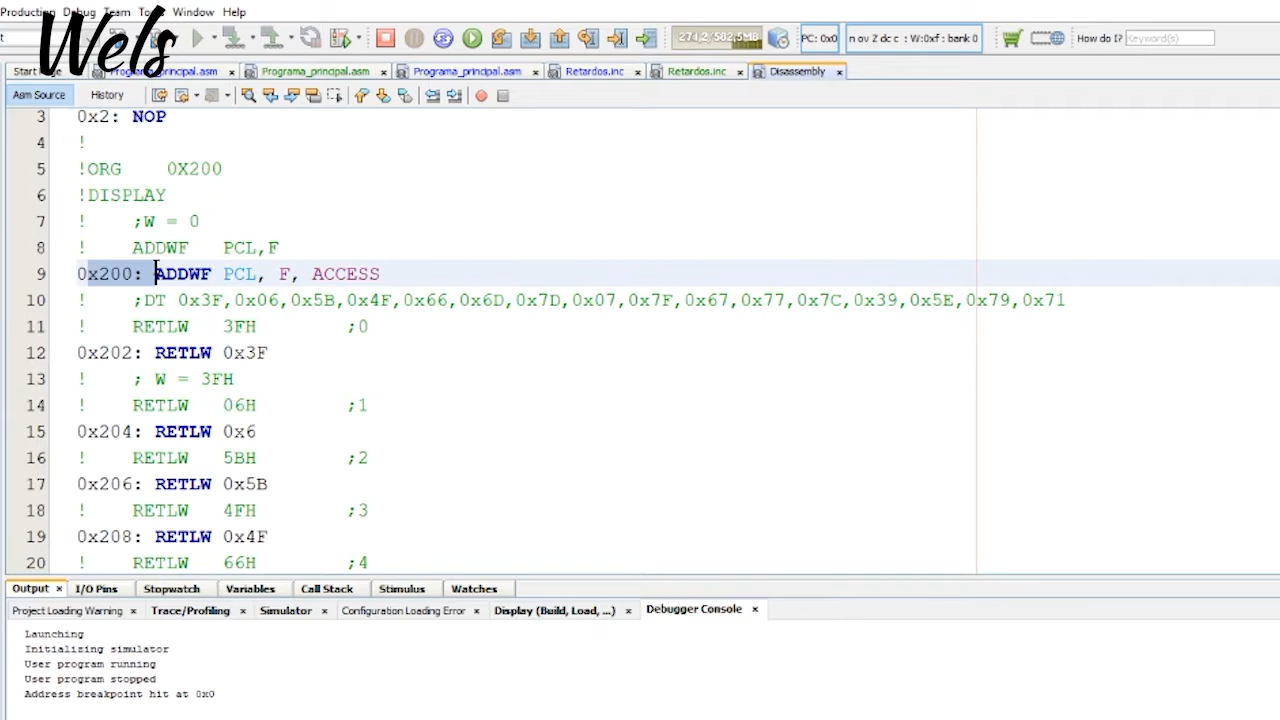 Production Debug Team Tools Window Help
Wels
274,2 / 582,5MB PC: 0x0 n ov Z dc c : W:0xf : bank 0 How do I? Keyword(s)
Start Page Programa_principal.asm Programa_principal.asm Programa_principal.asm Retardos.inc Retardos.inc Disassembly
Asm Source History
3 0x2: NOP
4 !
5 !ORG 0X200
6 !DISPLAY
7 ! ;W = 0
8 ! ADDWF PCL,F
9 0x200: ADDWF PCL, F, ACCESS
10 ! ;DT 0x3F,0x06,0x5B,0x4F,0x66,0x6D,0x7D,0x07,0x7F,0x67,0x77,0x7C,0x39,0x5E,0x79,0x71
11 ! RETLW 3FH ;0
12 0x202: RETLW 0x3F
13 ! ; W = 3FH
14 ! RETLW 06H ;1
15 0x204: RETLW 0x6
16 ! RETLW 5BH ;2
17 0x206: RETLW 0x5B
18 ! RETLW 4FH ;3
19 0x208: RETLW 0x4F
20 ! RETLW 66H ;4
Output I/O Pins Stopwatch Variables Call Stack Stimulus Watches
Project Loading Warning Trace/Profiling Simulator Configuration Loading Error Display (Build, Load, ...) Debugger Console
Launching
Initializing simulator
User program running
User program stopped
Address breakpoint hit at 0x0